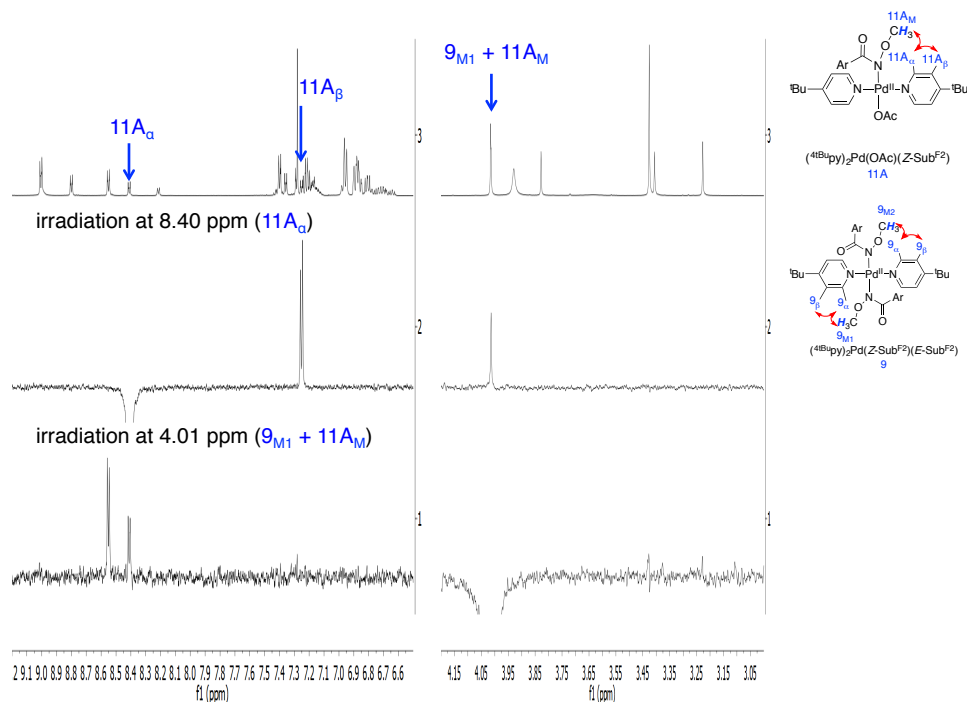 11Aα
11Aβ
9M1 + 11AM
3
irradiation at 8.40 ppm (11Aα)
2
irradiation at 4.01 ppm (9M1 + 11AM)
1
2 9.1 9.0 8.9 8.8 8.7 8.6 8.5 8.4 8.3 8.2 8.1 8.0 7.9 7.8 7.7 7.6 7.5 7.4 7.3 7.2 7.1 7.0 6.9 6.8 6.7 6.6
f1 (ppm)
3
2
1
4.15 4.05 3.95 3.85 3.75 3.65 3.55 3.45 3.35 3.25 3.15 3.05
f1 (ppm)
11AM
O
CH3
O
11Aα
11Aβ
Ar
N
tBu
N
PdII
N
tBu
OAc
(4tBupy)2Pd(OAc)(Z-SubF2)
11A
9M2
Ar
CH3
O
O
9α
9β
N
tBu
N
PdII
N
tBu
9β
9α
N
O
Ar
H3C
O
9M1
(4tBupy)2Pd(Z-SubF2)(E-SubF2)
9